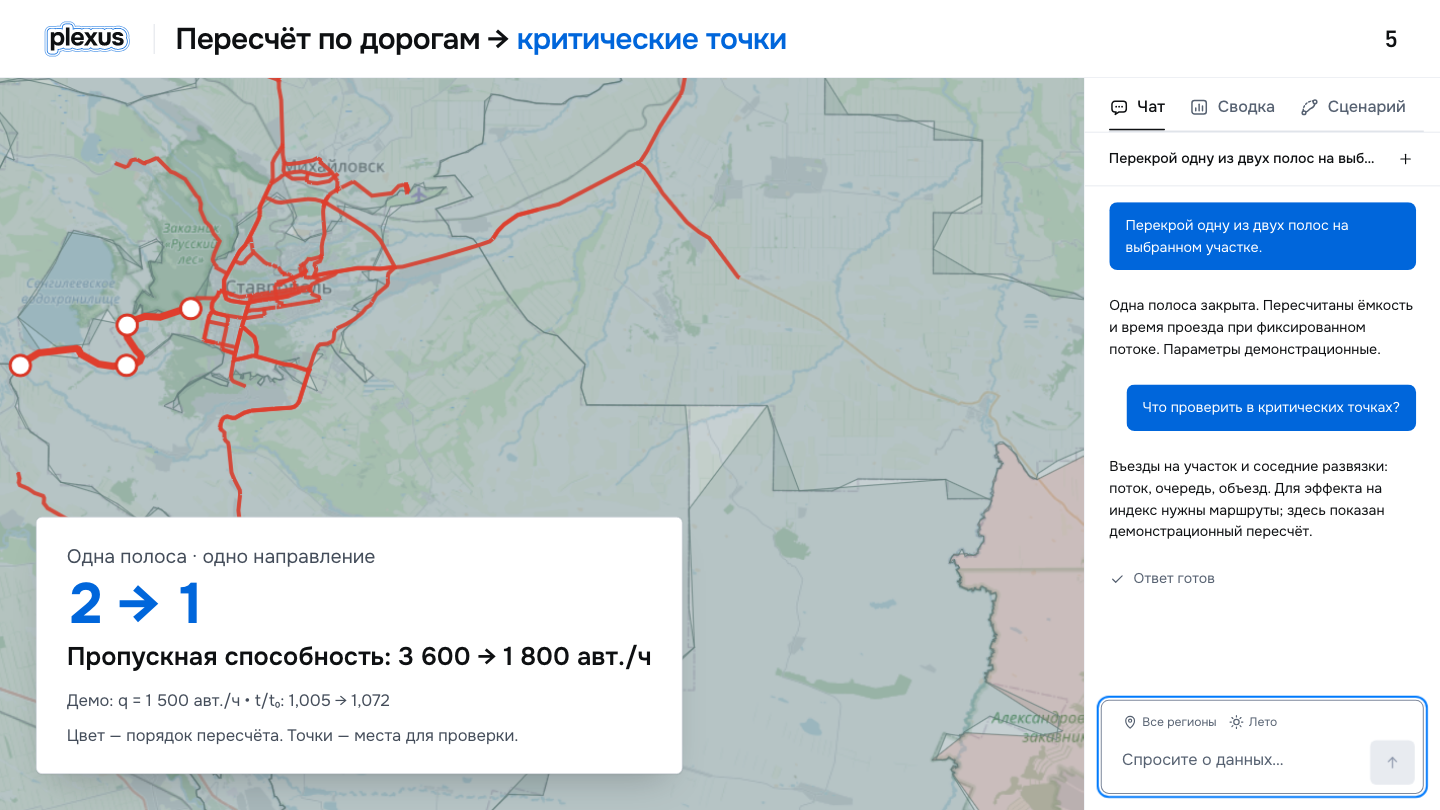 plexus
Пересчёт по дорогам → критические точки
5
Михайловск
Заказник
«Русский
лес»
Сенгилеевское
водохранилище
Ставрополь
Александров
заказник
Одна полоса · одно направление
2 → 1
Пропускная способность: 3 600 → 1 800 авт./ч
Демо: q = 1 500 авт./ч • t/t₀: 1,005 → 1,072
Цвет — порядок пересчёта. Точки — места для проверки.
Чат
Сводка
Сценарий
Перекрой одну из двух полос на выб...
Перекрой одну из двух полос на
выбранном участке.
Одна полоса закрыта. Пересчитаны ёмкость
и время проезда при фиксированном
потоке. Параметры демонстрационные.
Что проверить в критических точках?
Въезды на участок и соседние развязки:
поток, очередь, объезд. Для эффекта на
индекс нужны маршруты; здесь показан
демонстрационный пересчёт.
Ответ готов
Все регионы
Лето
Спросите о данных...